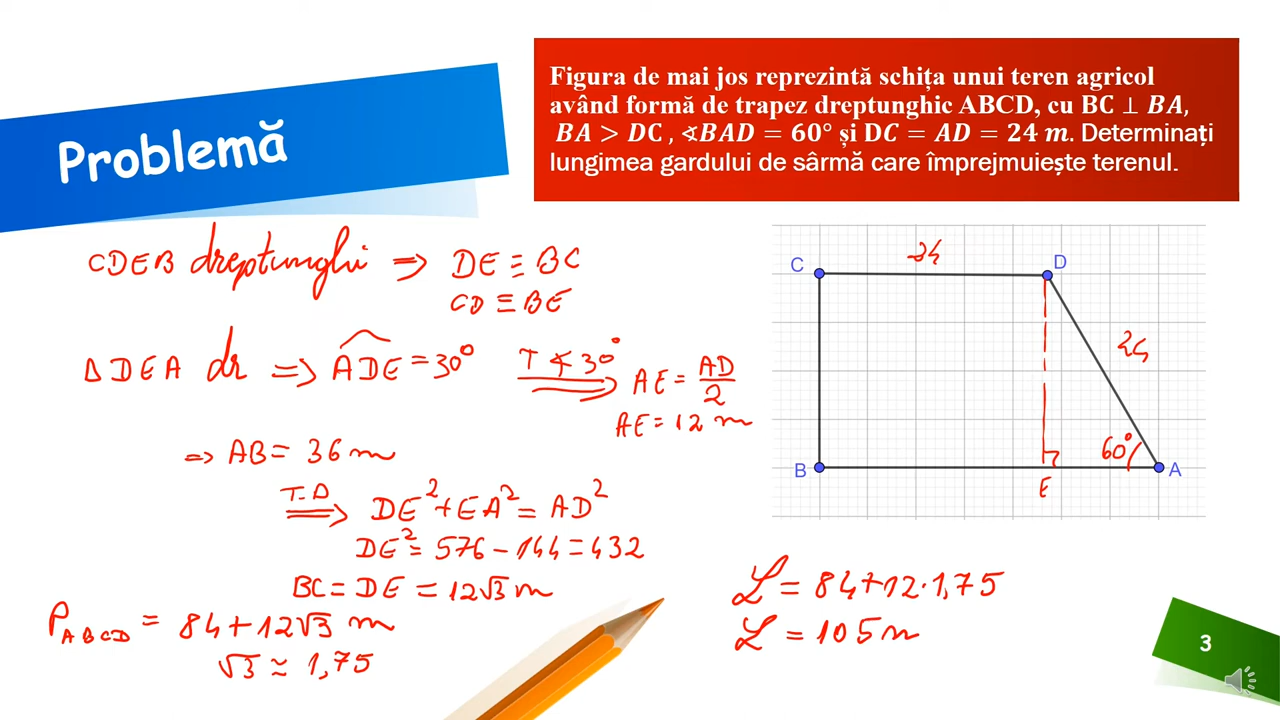 Problemă
Figura de mai jos reprezintă schița unui teren agricol
având formă de trapez dreptunghic ABCD, cu BC ⊥ BA,
BA > DC , ∢BAD = 60° și DC = AD = 24 m. Determinați
lungimea gardului de sârmă care împrejmuiește terenul.
CDEB dreptunghi ⇒ DE ≡ BC
CD ≡ BE
Δ DEA dr ⇒ ADE = 30° T ∢ 30° ⇒ AE = AD/2
AE = 12 m
⇒ AB = 36 m
T.D ⇒ DE² + EA² = AD²
DE² = 576 - 144 = 432
BC = DE = 12√3 m
P ABCD = 84 + 12√3 m
√3 ≃ 1,75
C
24
D
24
60°
B
E
A
L = 84 + 12 · 1,75
L = 105 m
3